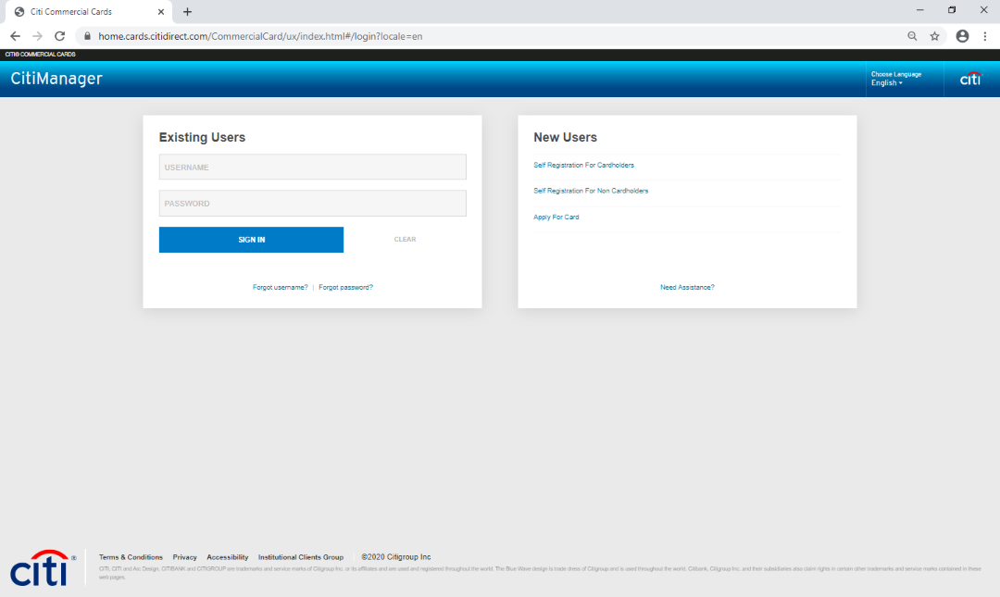 Citi Commercial Cards
home.cards.citidirect.com/CommercialCard/ux/index.html#/login?locale=en
CITI® COMMERCIAL CARDS
CitiManager
Choose Language
English
citi
Existing Users
USERNAME
PASSWORD
SIGN IN
CLEAR
Forgot username? | Forgot password?
New Users
Self Registration For Cardholders
Self Registration For Non Cardholders
Apply For Card
Need Assistance?
citi®
Terms & Conditions Privacy Accessibility Institutional Clients Group ©2020 Citigroup Inc
CITI, CITI and Arc Design, CITIBANK and CITIGROUP are trademarks and service marks of Citigroup Inc. or its affiliates and are used and registered throughout the world. The Blue Wave design is trade dress of Citigroup and is used throughout the world. Citibank, Citigroup Inc, and their subsidiaries also claim rights in certain other trademarks and service marks contained in these
web pages.